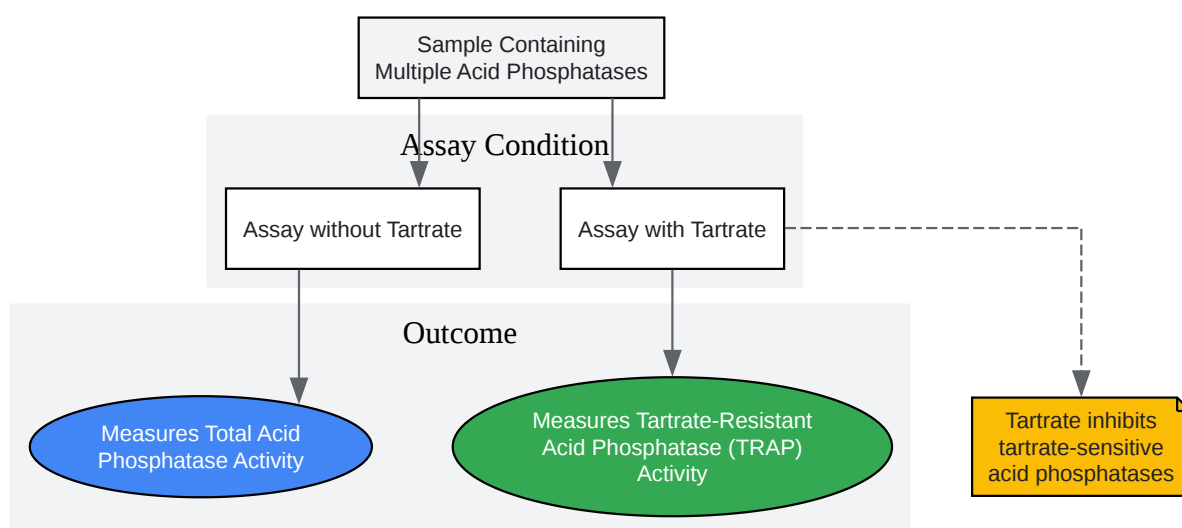 Sample Containing
Multiple Acid Phosphatases
Assay Condition
Assay without Tartrate
Assay with Tartrate
Outcome
Measures Total Acid
Phosphatase Activity
Measures Tartrate-Resistant
Acid Phosphatase (TRAP)
Activity
Tartrate inhibits
tartrate-sensitive
acid phosphatases